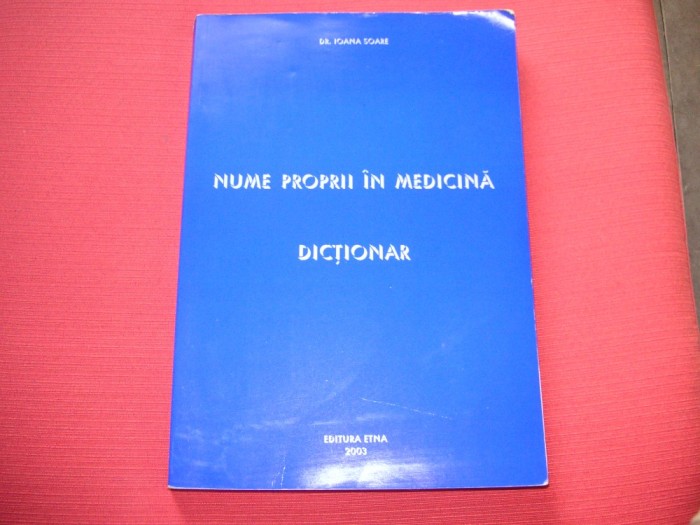 DR. IOANA SOARE
NUME PROPRII ÎN MEDICINĂ
DICȚIONAR
EDITURA ETNA
2003